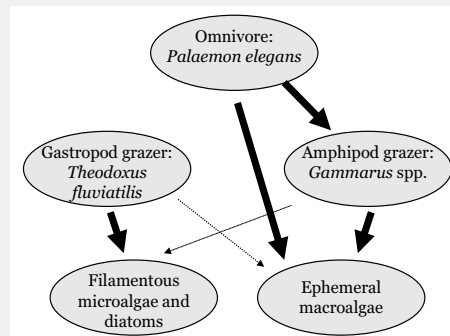 Omnivore:
Palaemon elegans
Gastropod grazer:
Theodoxus
fluviatilis
Amphipod grazer:
Gammarus spp.
Filamentous
microalgae and
diatoms
Ephemeral
macroalgae